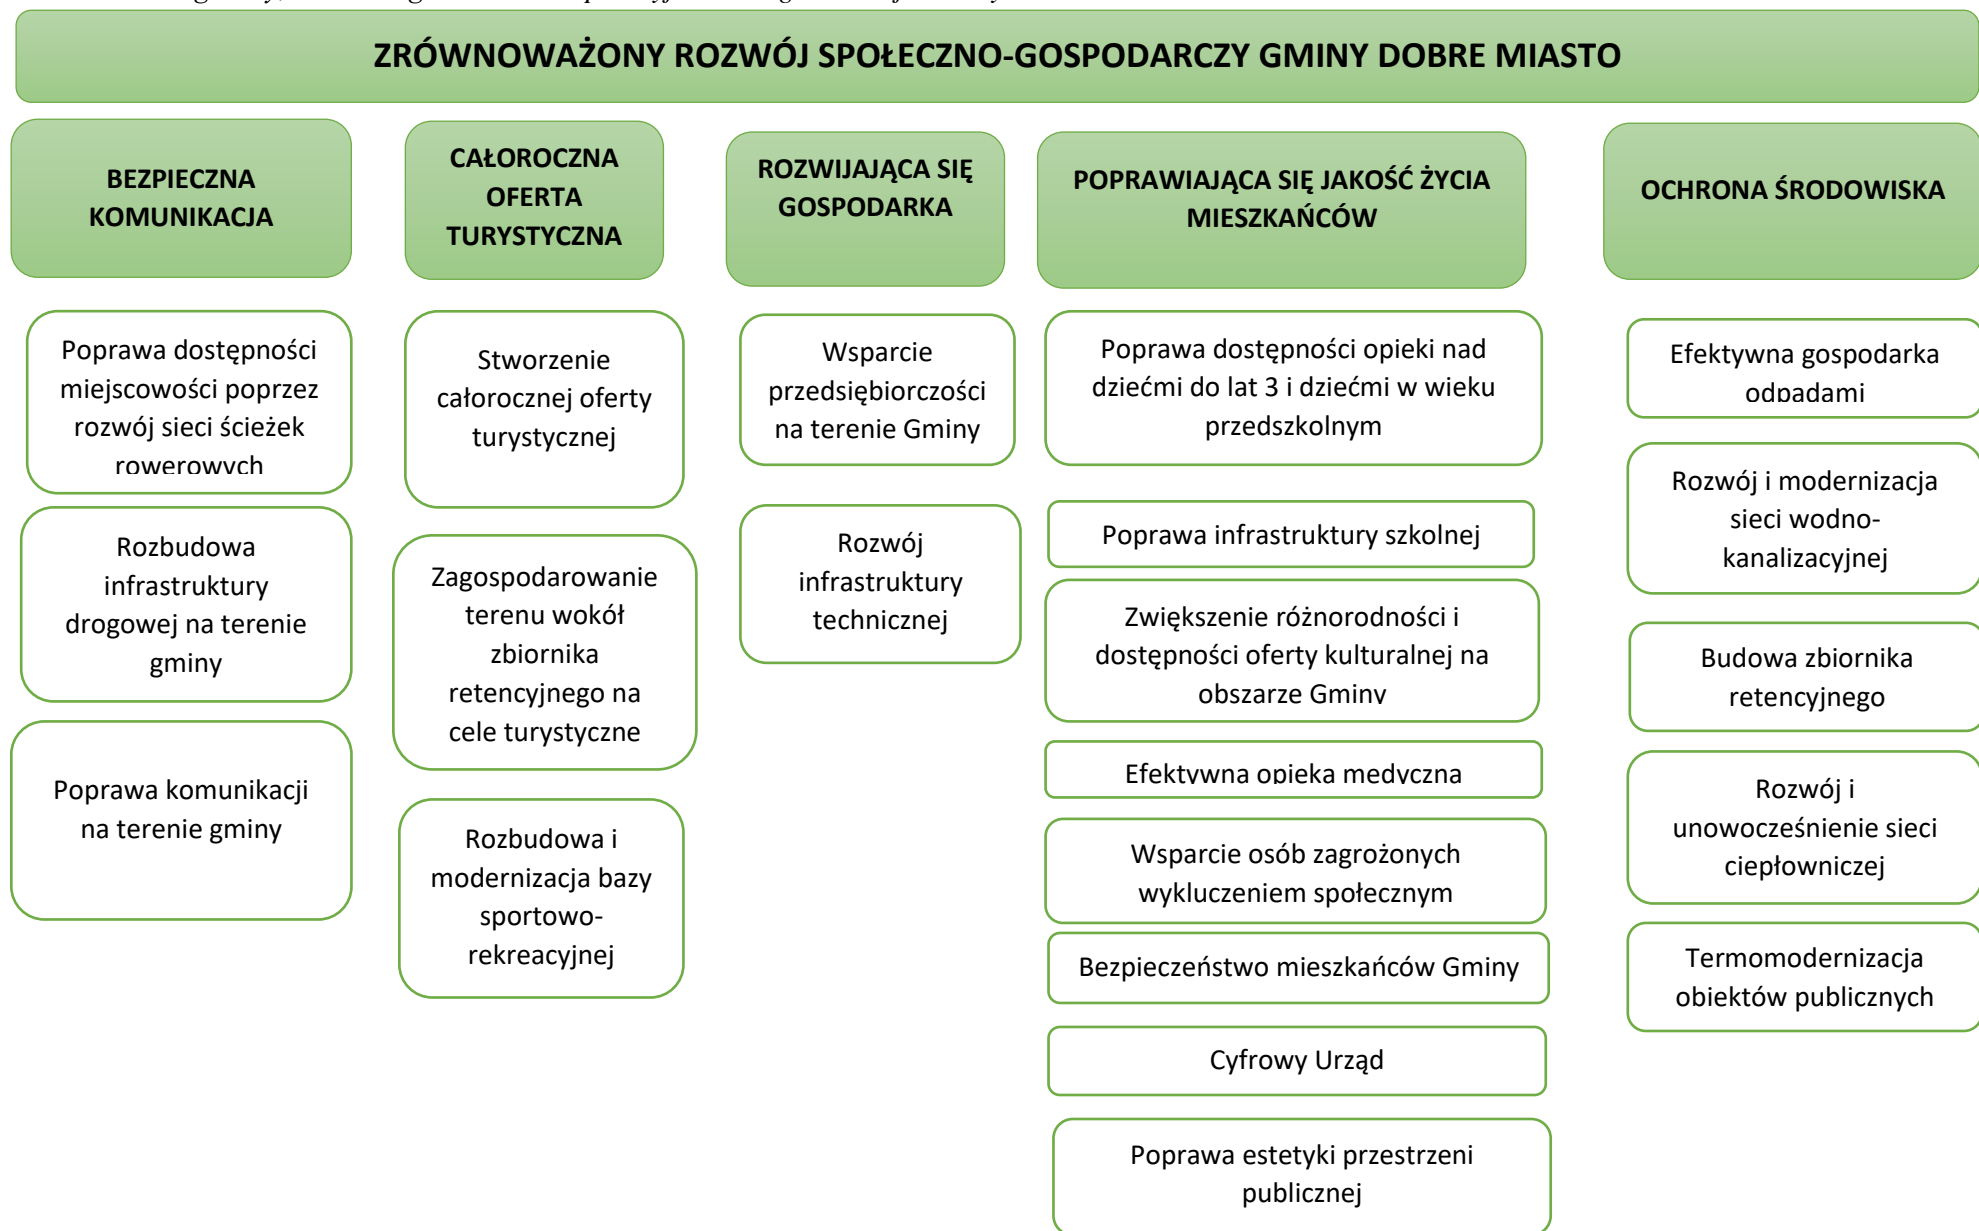 ZRÓWNOWAŻONY ROZWÓJ SPOŁECZNO-GOSPODARCZY GMINY DOBRE MIASTO
BEZPIECZNA
KOMUNIKACJA
Poprawa dostępności
miejscowości poprzez
rozwój sieci ścieżek
rowerowych
Rozbudowa
infrastruktury
drogowej na terenie
gminy
Poprawa komunikacji
na terenie gminy
CAŁOROCZNA
OFERTA
TURYSTYCZNA
Stworzenie
całorocznej oferty
turystycznej
Zagospodarowanie
terenu wokół
zbiornika
retencyjnego na
cele turystyczne
Rozbudowa i
modernizacja bazy
sportowo-
rekreacyjnej
ROZWIJAJĄCA SIĘ
GOSPODARKA
Wsparcie
przedsiębiorczości
na terenie Gminy
Rozwój
infrastruktury
technicznej
POPRAWIAJĄCA SIĘ JAKOŚĆ ŻYCIA
MIESZKAŃCÓW
Poprawa dostępności opieki nad
dziećmi do lat 3 i dziećmi w wieku
przedszkolnym
Poprawa infrastruktury szkolnej
Zwiększenie różnorodności i
dostępności oferty kulturalnej na
obszarze Gminy
Efektywna opieka medyczna
Wsparcie osób zagrożonych
wykluczeniem społecznym
Bezpieczeństwo mieszkańców Gminy
Cyfrowy Urząd
Poprawa estetyki przestrzeni
publicznej
OCHRONA ŚRODOWISKA
Efektywna gospodarka
odpadami
Rozwój i modernizacja
sieci wodno-
kanalizacyjnej
Budowa zbiornika
retencyjnego
Rozwój i
unowocześnienie sieci
ciepłowniczej
Termomodernizacja
obiektów publicznych